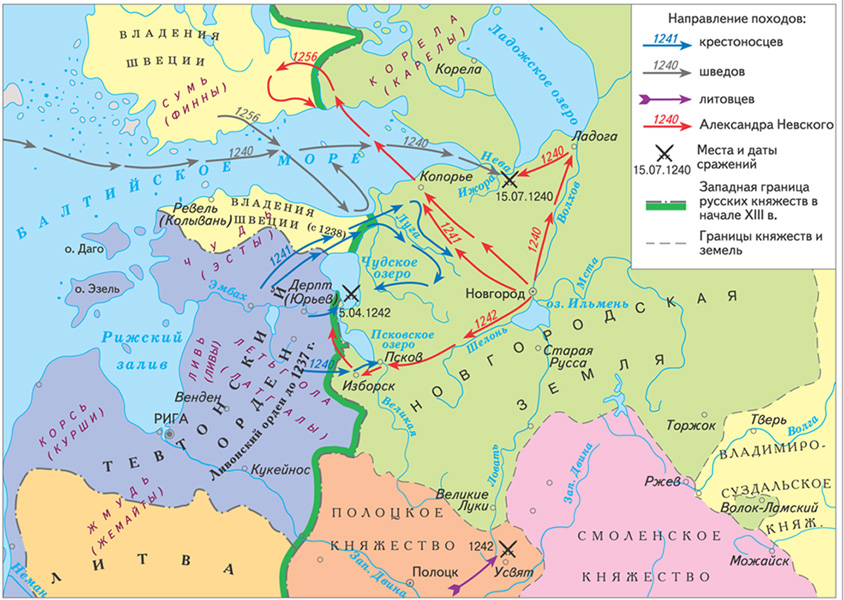 ВЛАДЕНИЯ
ШВЕЦИИ
СУМЬ
(ФИННЫ)
1256
КОРЕЛА
(КАРЕЛЫ)
Корела
Ладожское озеро
Направление походов:
1241
крестоносцев
1240
шведов
литовцев
1240
Александра Невского
15.07.1240
Места и даты
сражений
Западная граница
русских княжеств в
начале XIII в.
Границы княжеств и
земель
1256
1240
1240
1240
БАЛТИЙСКОЕ МОРЕ
Ладога
Нева
Ижора
15.07.1240
1240
Волхов
1240
Копорье
Луга
1241
Ревель
(Колывань)
ВЛАДЕНИЯ
ШВЕЦИИ (с 1238)
ЧУДЬ
(ЭСТЫ)
1241
о. Даго
о. Эзель
Эмбах
Дерпт
(Юрьев)
Чудское
озеро
5.04.1242
Новгород
оз. Ильмень
Мста
1242
Шелонь
Псковское
озеро
Псков
1240
Изборск
Великая
Старая
Русса
НОВГОРОДСКАЯ
ЗЕМЛЯ
Рижский
залив
ЛИВЬ
(ЛИВЫ)
ЛЕТЬГОЛА
(ЛАТГАЛЫ)
Венден
РИГА
КОРСЬ
(КУРШИ)
ТЕВТОНСКИЙ
ОРДЕН
Ливовский орден до 1237 г.
Кукейнос
ЖМУДЬ
(ЖЕМАЙТЫ)
ЛИТВА
Неман
Ловать
Великие
Луки
ПОЛОЦКОЕ
КНЯЖЕСТВО
1242
Усвят
Полоцк
Зап. Двина
Зап. Двина
СМОЛЕНСКОЕ
КНЯЖЕСТВО
Торжок
Тверь
Волга
Ржев
ВЛАДИМИРО-
СУЗДАЛЬСКОЕ
КНЯЖ.
Волок-Ламский
Можайск